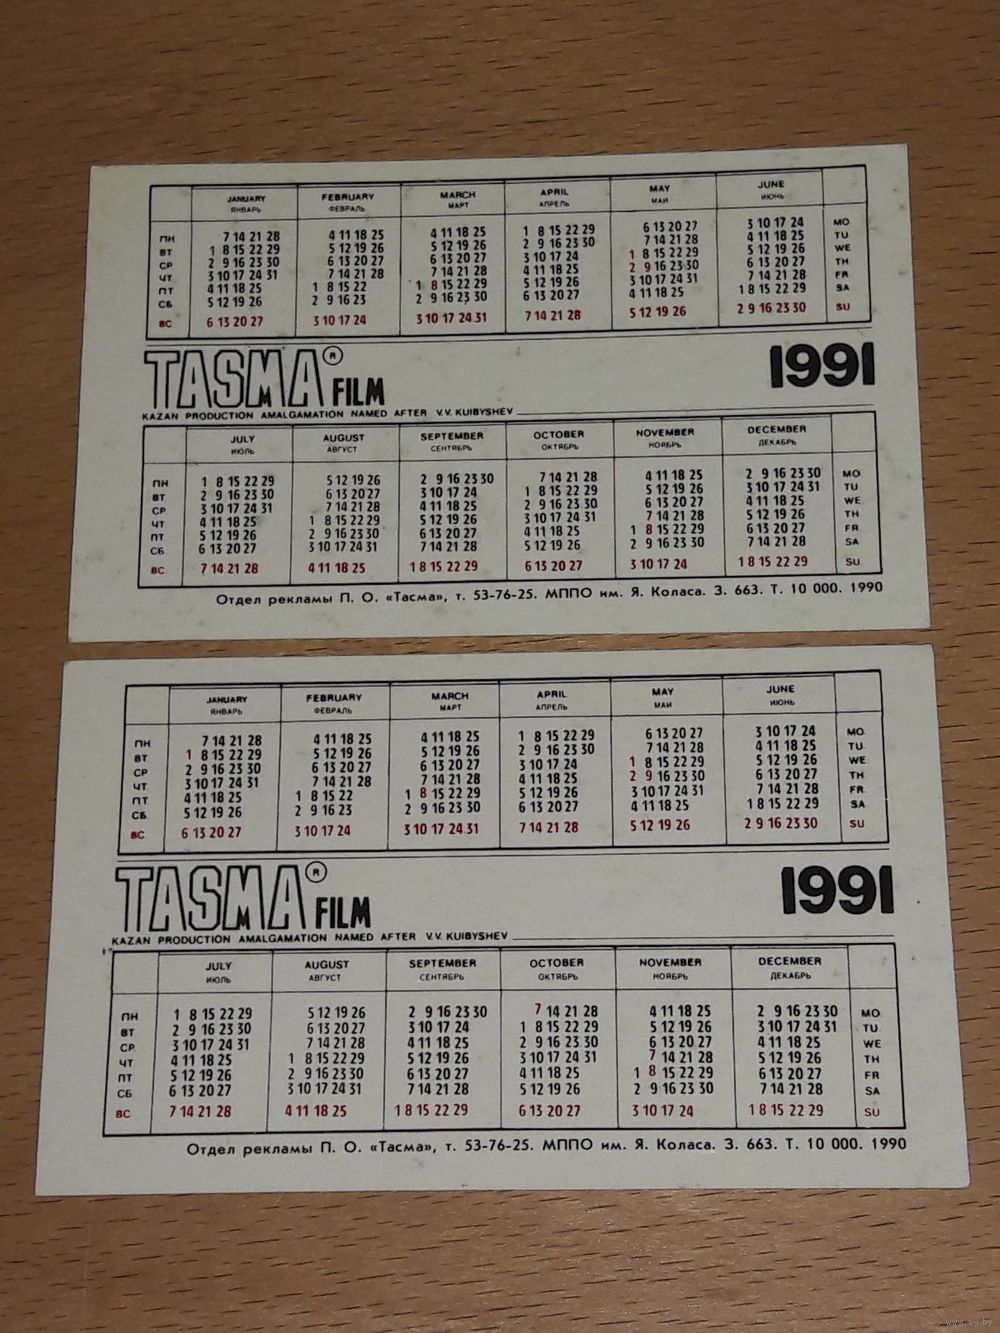 JANUARY FEBRUARY MARCH APRIL MAY JUNE
ЯНВАРЬ ФЕВРАЛЬ МАРТ АПРЕЛЬ МАЙ ИЮНЬ
ПН 7 14 21 28 4 11 18 25 4 11 18 25 1 8 15 22 29 6 13 20 27 3 10 17 24 MO
ВТ 1 8 15 22 29 5 12 19 26 5 12 19 26 2 9 16 23 30 7 14 21 28 4 11 18 25 TU
СР 2 9 16 23 30 6 13 20 27 6 13 20 27 3 10 17 24 1 8 15 22 29 5 12 19 26 WE
ЧТ 3 10 17 24 31 7 14 21 28 7 14 21 28 4 11 18 25 2 9 16 23 30 6 13 20 27 TH
ПТ 4 11 18 25 1 8 15 22 1 8 15 22 29 5 12 19 26 3 10 17 24 31 7 14 21 28 FR
СБ 5 12 19 26 2 9 16 23 2 9 16 23 30 6 13 20 27 4 11 18 25 1 8 15 22 29 SA
ВС 6 13 20 27 3 10 17 24 3 10 17 24 31 7 14 21 28 5 12 19 26 2 9 16 23 30 SU
TASMA® FILM 1991
KAZAN PRODUCTION AMALGAMATION NAMED AFTER V.V. KUIBYSHEV
JULY AUGUST SEPTEMBER OCTOBER NOVEMBER DECEMBER
ИЮЛЬ АВГУСТ СЕНТЯБРЬ ОКТЯБРЬ НОЯБРЬ ДЕКАБРЬ
ПН 1 8 15 22 29 5 12 19 26 2 9 16 23 30 7 14 21 28 4 11 18 25 2 9 16 23 30 MO
ВТ 2 9 16 23 30 6 13 20 27 3 10 17 24 1 8 15 22 29 5 12 19 26 3 10 17 24 31 TU
СР 3 10 17 24 31 7 14 21 28 4 11 18 25 2 9 16 23 30 6 13 20 27 4 11 18 25 WE
ЧТ 4 11 18 25 1 8 15 22 29 5 12 19 26 3 10 17 24 31 7 14 21 28 5 12 19 26 TH
ПТ 5 12 19 26 2 9 16 23 30 6 13 20 27 4 11 18 25 1 8 15 22 29 6 13 20 27 FR
СБ 6 13 20 27 3 10 17 24 31 7 14 21 28 5 12 19 26 2 9 16 23 30 7 14 21 28 SA
ВС 7 14 21 28 4 11 18 25 1 8 15 22 29 6 13 20 27 3 10 17 24 1 8 15 22 29 SU
Отдел рекламы П. О. «Тасма», т. 53-76-25. МППО им. Я. Коласа. З. 663. Т. 10 000. 1990
JANUARY FEBRUARY MARCH APRIL MAY JUNE
ЯНВАРЬ ФЕВРАЛЬ МАРТ АПРЕЛЬ МАЙ ИЮНЬ
ПН 7 14 21 28 4 11 18 25 4 11 18 25 1 8 15 22 29 6 13 20 27 3 10 17 24 MO
ВТ 1 8 15 22 29 5 12 19 26 5 12 19 26 2 9 16 23 30 7 14 21 28 4 11 18 25 TU
СР 2 9 16 23 30 6 13 20 27 6 13 20 27 3 10 17 24 1 8 15 22 29 5 12 19 26 WE
ЧТ 3 10 17 24 31 7 14 21 28 7 14 21 28 4 11 18 25 2 9 16 23 30 6 13 20 27 TH
ПТ 4 11 18 25 1 8 15 22 1 8 15 22 29 5 12 19 26 3 10 17 24 31 7 14 21 28 FR
СБ 5 12 19 26 2 9 16 23 2 9 16 23 30 6 13 20 27 4 11 18 25 1 8 15 22 29 SA
ВС 6 13 20 27 3 10 17 24 3 10 17 24 31 7 14 21 28 5 12 19 26 2 9 16 23 30 SU
TASMA® FILM 1991
KAZAN PRODUCTION AMALGAMATION NAMED AFTER V.V. KUIBYSHEV
JULY AUGUST SEPTEMBER OCTOBER NOVEMBER DECEMBER
ИЮЛЬ АВГУСТ СЕНТЯБРЬ ОКТЯБРЬ НОЯБРЬ ДЕКАБРЬ
ПН 1 8 15 22 29 5 12 19 26 2 9 16 23 30 7 14 21 28 4 11 18 25 2 9 16 23 30 MO
ВТ 2 9 16 23 30 6 13 20 27 3 10 17 24 1 8 15 22 29 5 12 19 26 3 10 17 24 31 TU
СР 3 10 17 24 31 7 14 21 28 4 11 18 25 2 9 16 23 30 6 13 20 27 4 11 18 25 WE
ЧТ 4 11 18 25 1 8 15 22 29 5 12 19 26 3 10 17 24 31 7 14 21 28 5 12 19 26 TH
ПТ 5 12 19 26 2 9 16 23 30 6 13 20 27 4 11 18 25 1 8 15 22 29 6 13 20 27 FR
СБ 6 13 20 27 3 10 17 24 31 7 14 21 28 5 12 19 26 2 9 16 23 30 7 14 21 28 SA
ВС 7 14 21 28 4 11 18 25 1 8 15 22 29 6 13 20 27 3 10 17 24 1 8 15 22 29 SU
Отдел рекламы П. О. «Тасма», т. 53-76-25. МППО им. Я. Коласа. З. 663. Т. 10 000. 1990
www.ay.by